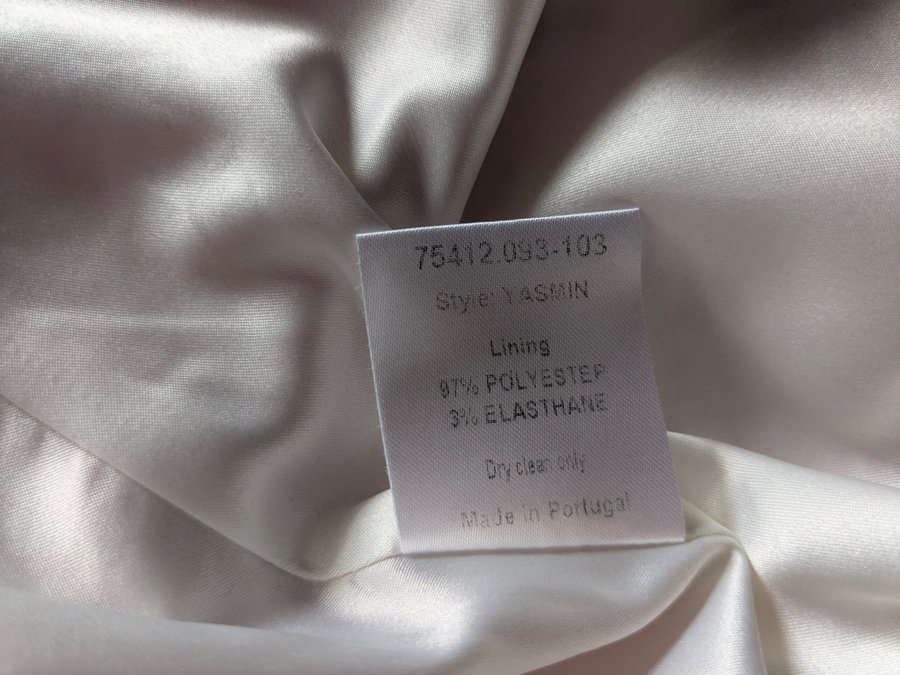 75412.093-103
Style: YASMIN
Lining
97% POLYESTER
3% ELASTHANE
Dry clean only
Made in Portugal